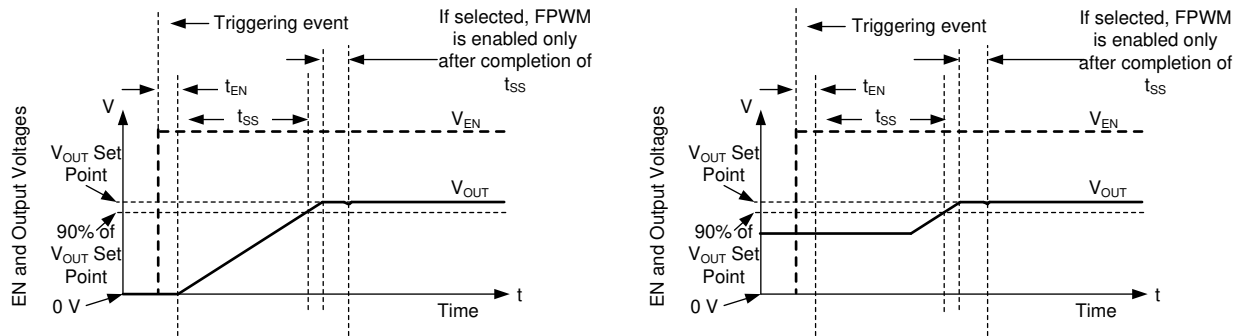 Triggering event
If selected, FPWM
is enabled only
after completion of
tSS
tEN
V
tSS
VEN
EN and Output Voltages
VOUT Set
Point
VOUT
90% of
VOUT Set
Point
0 V
t
Time
Triggering event
If selected, FPWM
is enabled only
after completion of
tSS
tEN
V
tSS
VEN
EN and Output Voltages
VOUT Set
Point
VOUT
90% of
VOUT Set
Point
0 V
t
Time